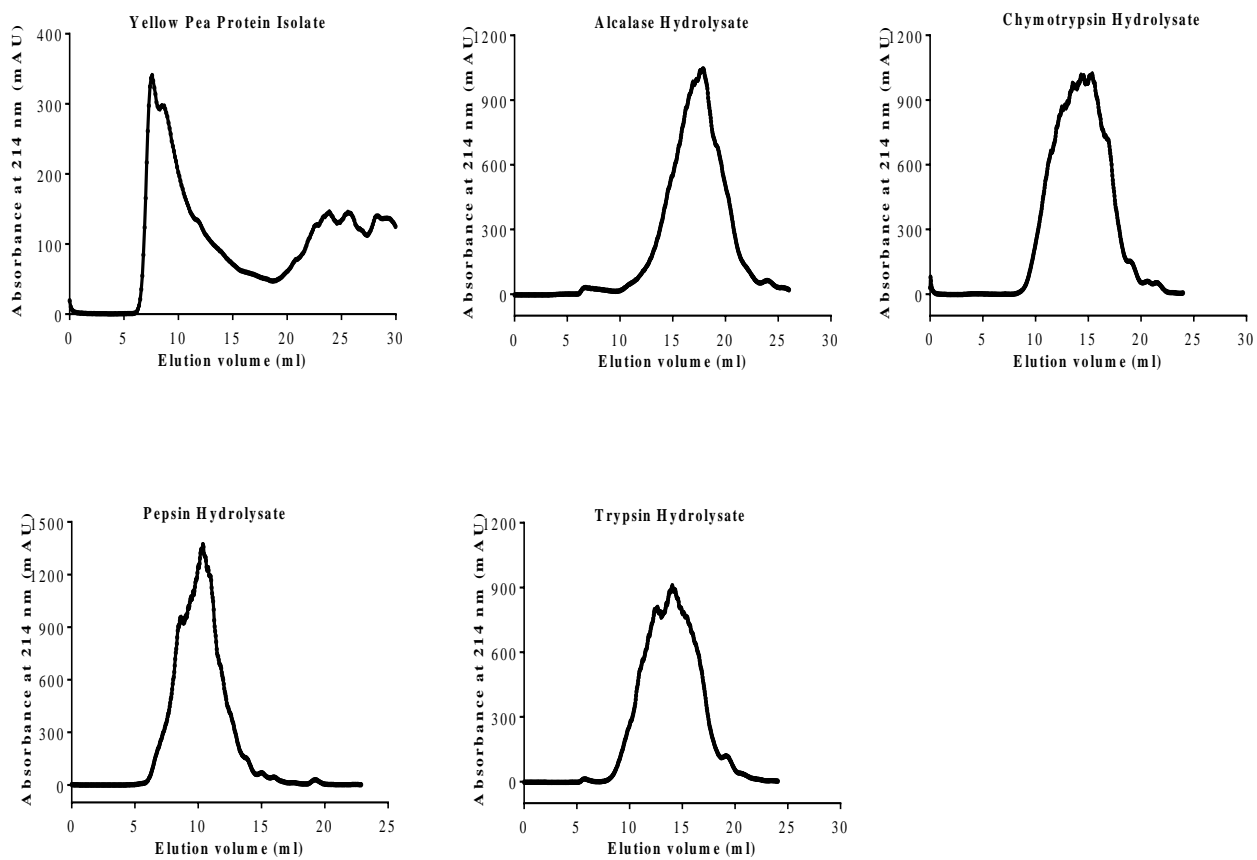 Yellow Pea Protein Isolate
Absorbance at 214 nm (mAU)
400
300
200
100
0
0 5 10 15 20 25 30
Elution volume (ml)
Alcalase Hydrolysate
Absorbance at 214 nm (mAU)
1200
900
600
300
0
0 5 10 15 20 25 30
Elution volume (ml)
Chymotrypsin Hydrolysate
Absorbance at 214 nm (mAU)
1200
900
600
300
0
0 5 10 15 20 25 30
Elution volume (ml)
Pepsin Hydrolysate
Absorbance at 214 nm (mAU)
1500
1200
900
600
300
0
0 5 10 15 20 25
Elution volume (ml)
Trypsin Hydrolysate
Absorbance at 214 nm (mAU)
1200
900
600
300
0
0 5 10 15 20 25 30
Elution volume (ml)